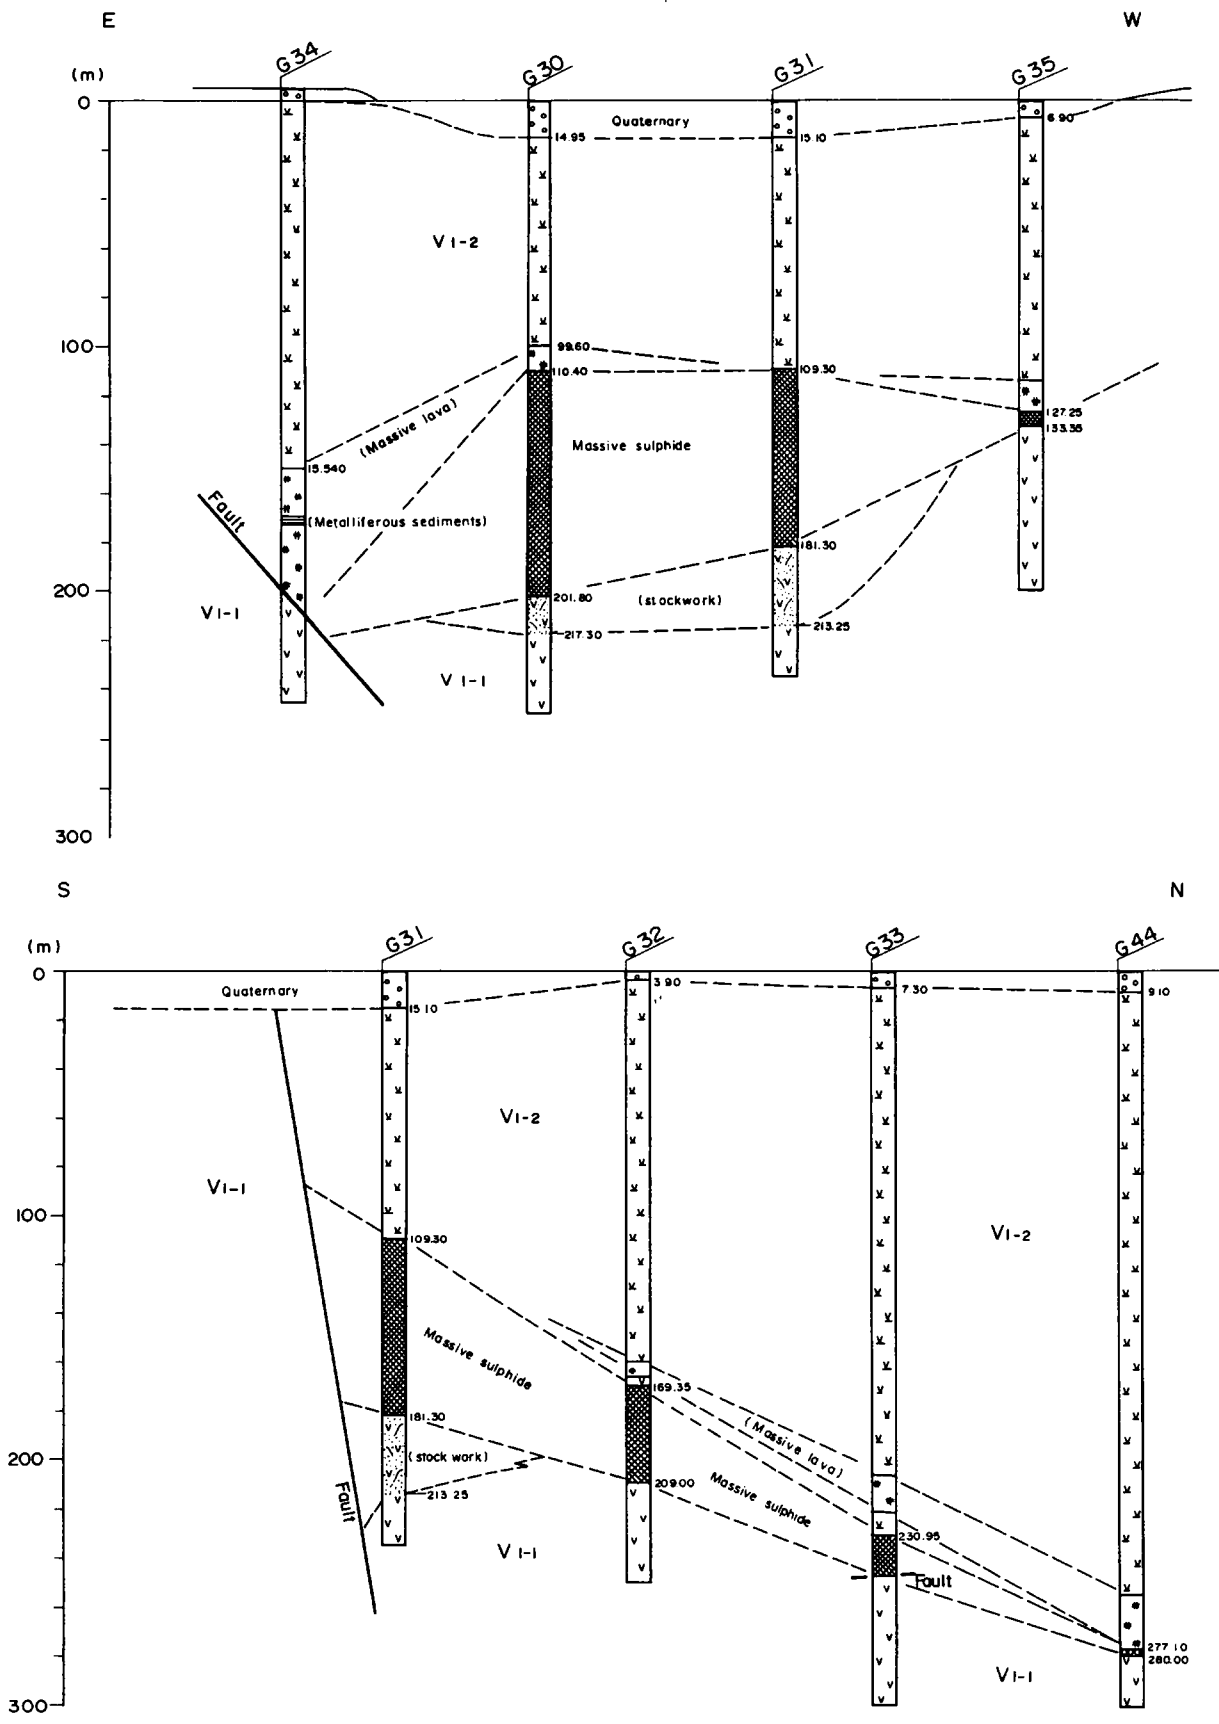 E
W
(m)
G34
G30
G31
G35
0
Quaternary
6.90
14.95
15.10
V1-2
100
99.60
110.40
109.30
(Massive lava)
127.25
133.35
Massive sulphide
15.540
Fault
(Metalliferous sediments)
181.30
200
201.80
(stockwork)
V1-1
217.30
213.25
V1-1
300
S
N
(m)
G31
G32
G33
G44
0
Quaternary
3.90
7.30
9.10
15.10
V1-2
V1-1
100
109.30
V1-2
Massive sulphide
169.35
181.30
(Massive lava)
200
(stock work)
Massive sulphide
209.00
Fault
213.25
230.95
V1-1
Fault
277.10
280.00
V1-1
300